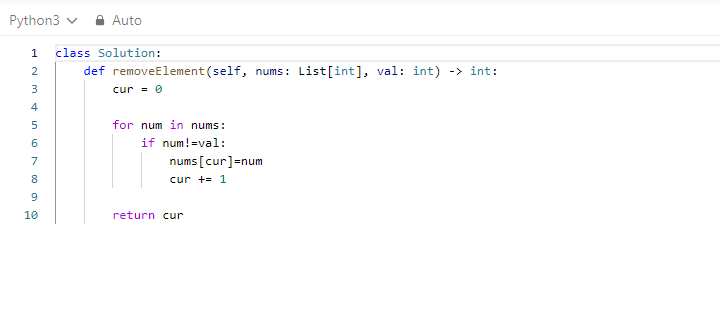 Python3 Auto
1 class Solution:
2     def removeElement(self, nums: List[int], val: int) -> int:
3         cur = 0
4
5         for num in nums:
6             if num!=val:
7                 nums[cur]=num
8                 cur += 1
9
10         return cur